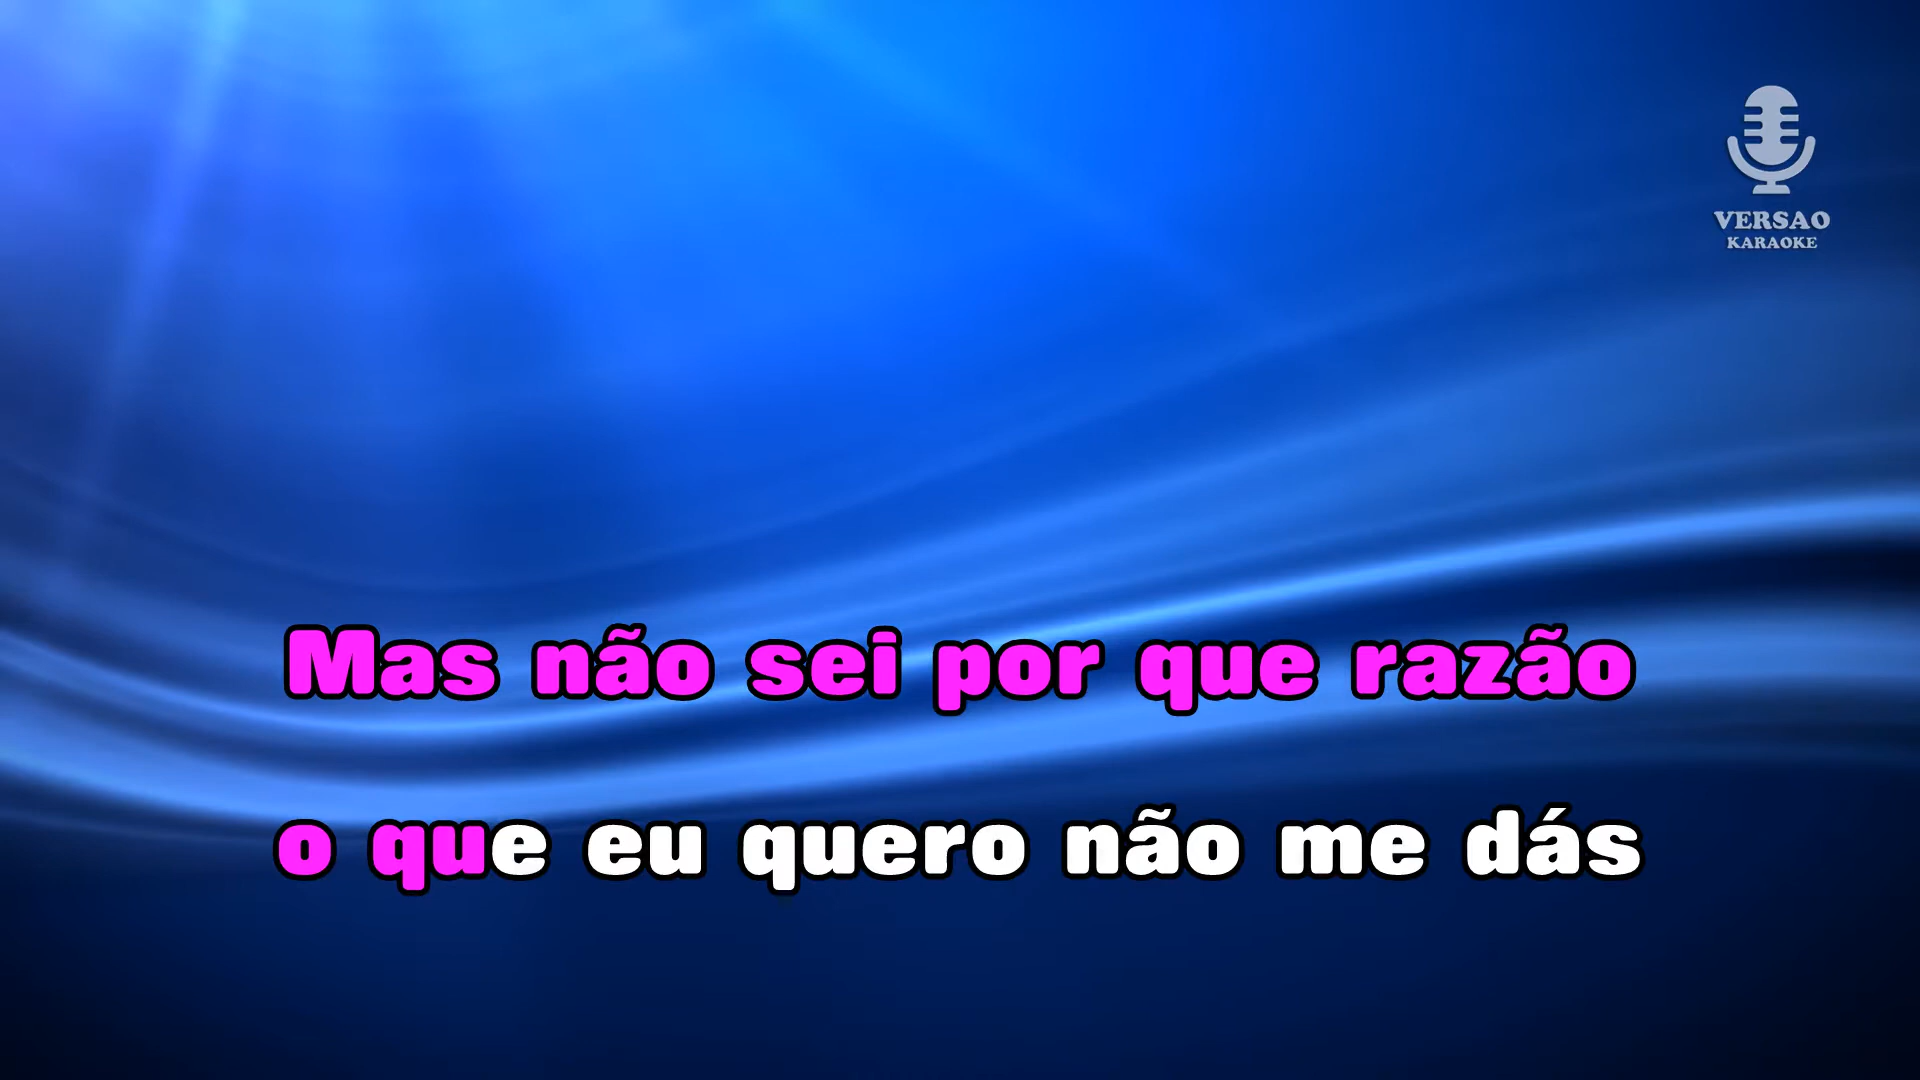 VERSAO
KARAOKE
Mas não sei por que razão
o que eu quero não me dás